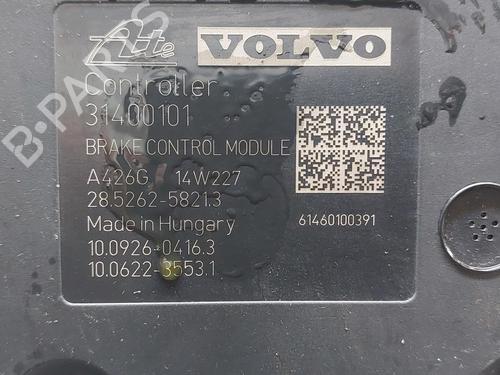 Ate VOLVO
Controller
31400101
BRAKE CONTROL MODULE
A426G 14W227
28.5262-5821.3
Made in Hungary 61460100391
10.0926-0416.3
10.0622-3553.1
B-PARTS